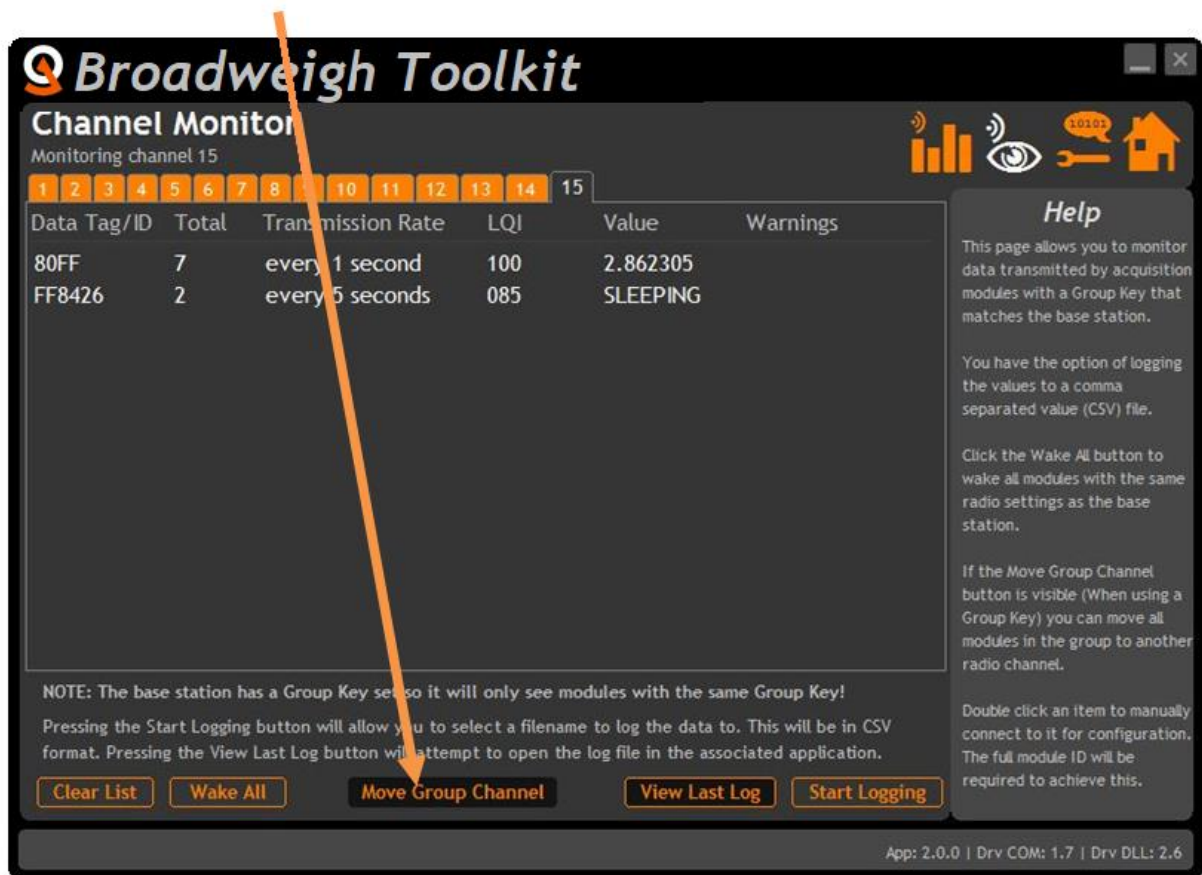 Broadweigh Toolkit
Channel Monitor
Monitoring channel 15
1 2 3 4 5 6 7 8 9 10 11 12 13 14 15
Data Tag/ID Total Transmission Rate LQI Value Warnings
80FF 7 every 1 second 100 2.862305
FF8426 2 every 5 seconds 085 SLEEPING
NOTE: The base station has a Group Key set so it will only see modules with the same Group Key!
Pressing the Start Logging button will allow you to select a filename to log the data to. This will be in CSV
format. Pressing the View Last Log button will attempt to open the log file in the associated application.
Clear List Wake All Move Group Channel View Last Log Start Logging
10101
Help
This page allows you to monitor
data transmitted by acquisition
modules with a Group Key that
matches the base station.
You have the option of logging
the values to a comma
separated value (CSV) file.
Click the Wake All button to
wake all modules with the same
radio settings as the base
station.
If the Move Group Channel
button is visible (When using a
Group Key) you can move all
modules in the group to another
radio channel.
Double click an item to manually
connect to it for configuration.
The full module ID will be
required to achieve this.
App: 2.0.0 | Drv COM: 1.7 | Drv DLL: 2.6